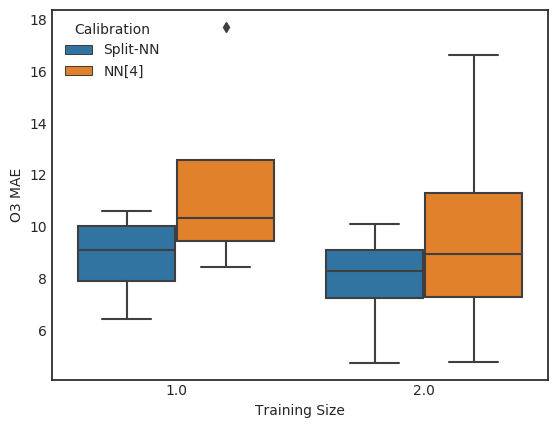 18
16
14
12
10
8
6
O3 MAE
Calibration
Split-NN
NN[4]
1.0
2.0
Training Size